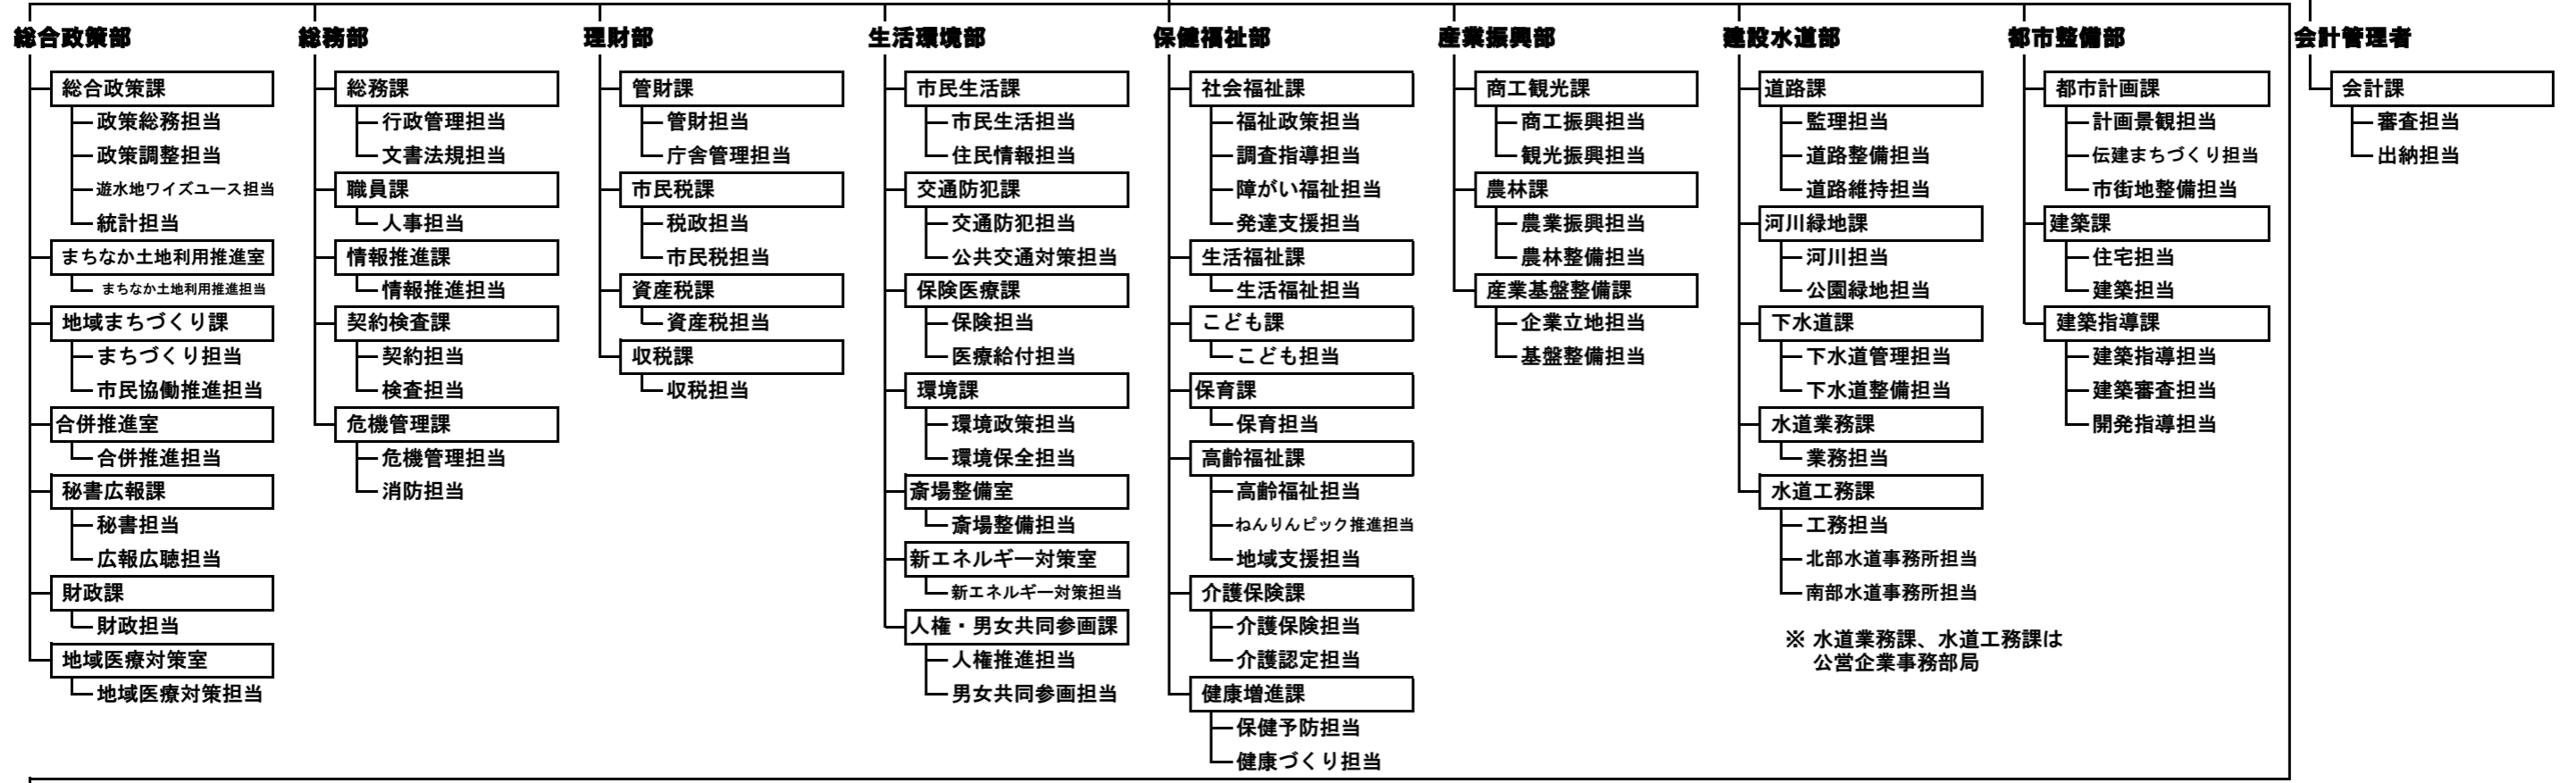 総合政策部
総合政策課
政策総務担当
政策調整担当
遊水地ワイズユース担当
統計担当
まちなか土地利用推進室
まちなか土地利用推進担当
地域まちづくり課
まちづくり担当
市民協働推進担当
合併推進室
合併推進担当
秘書広報課
秘書担当
広報広聴担当
財政課
財政担当
地域医療対策室
地域医療対策担当
総務部
総務課
行政管理担当
文書法規担当
職員課
人事担当
情報推進課
情報推進担当
契約検査課
契約担当
検査担当
危機管理課
危機管理担当
消防担当
理財部
管財課
管財担当
庁舎管理担当
市民税課
税政担当
市民税担当
資産税課
資産税担当
収税課
収税担当
生活環境部
市民生活課
市民生活担当
住民情報担当
交通防犯課
交通防犯担当
公共交通対策担当
保険医療課
保険担当
医療給付担当
環境課
環境政策担当
環境保全担当
斎場整備室
斎場整備担当
新エネルギー対策室
新エネルギー対策担当
人権・男女共同参画課
人権推進担当
男女共同参画担当
保健福祉部
社会福祉課
福祉政策担当
調査指導担当
障がい福祉担当
発達支援担当
生活福祉課
生活福祉担当
こども課
こども担当
保育課
保育担当
高齢福祉課
高齢福祉担当
ねんりんピック推進担当
地域支援担当
介護保険課
介護保険担当
介護認定担当
健康増進課
保健予防担当
健康づくり担当
産業振興部
商工観光課
商工振興担当
観光振興担当
農林課
農業振興担当
農林整備担当
産業基盤整備課
企業立地担当
基盤整備担当
建設水道部
道路課
監理担当
道路整備担当
道路維持担当
河川緑地課
河川担当
公園緑地担当
下水道課
下水道管理担当
下水道整備担当
水道業務課
業務担当
水道工務課
工務担当
北部水道事務所担当
南部水道事務所担当
※ 水道業務課、水道工務課は
公営企業事務部局
都市整備部
都市計画課
計画景観担当
伝建まちづくり担当
市街地整備担当
建築課
住宅担当
建築担当
建築指導課
建築指導担当
建築審査担当
開発指導担当
会計管理者
会計課
審査担当
出納担当